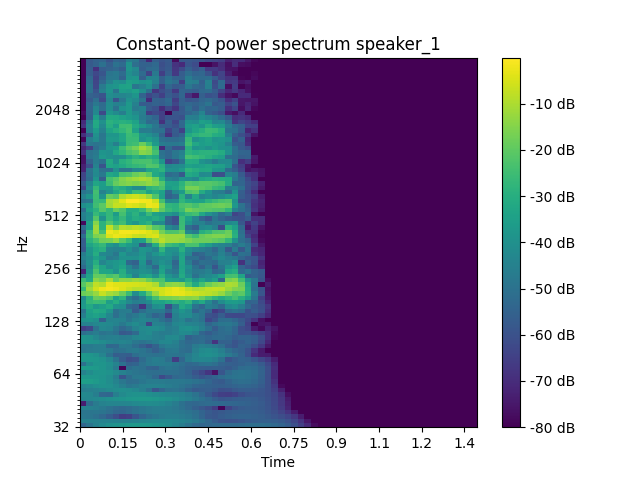 Constant-Q power spectrum speaker_1
Hz
2048
1024
512
256
128
64
32
0 0.15 0.3 0.45 0.6 0.75 0.9 1.1 1.2 1.4
Time
-10 dB
-20 dB
-30 dB
-40 dB
-50 dB
-60 dB
-70 dB
-80 dB